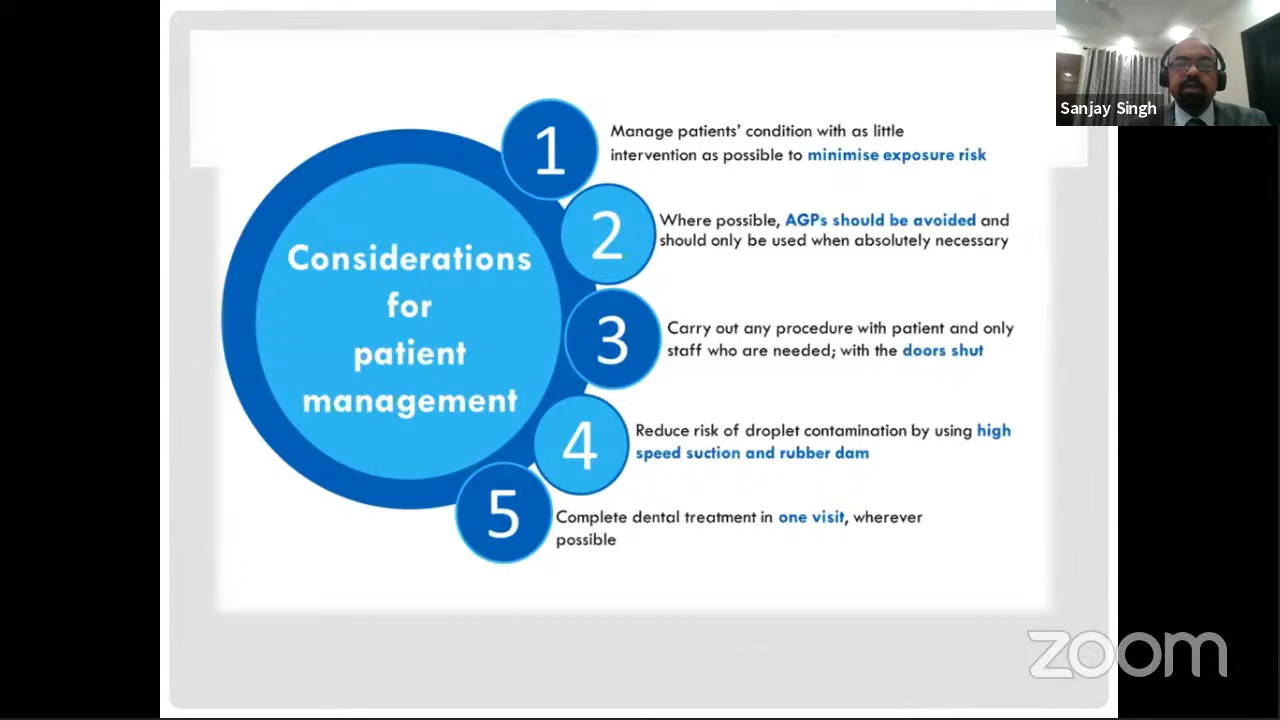 Sanjay Singh
Considerations
for
patient
management
1
Manage patients' condition with as little
intervention as possible to minimise exposure risk
2
Where possible, AGPs should be avoided and
should only be used when absolutely necessary
3
Carry out any procedure with patient and only
staff who are needed; with the doors shut
4
Reduce risk of droplet contamination by using high
speed suction and rubber dam
5
Complete dental treatment in one visit, wherever
possible
zoom